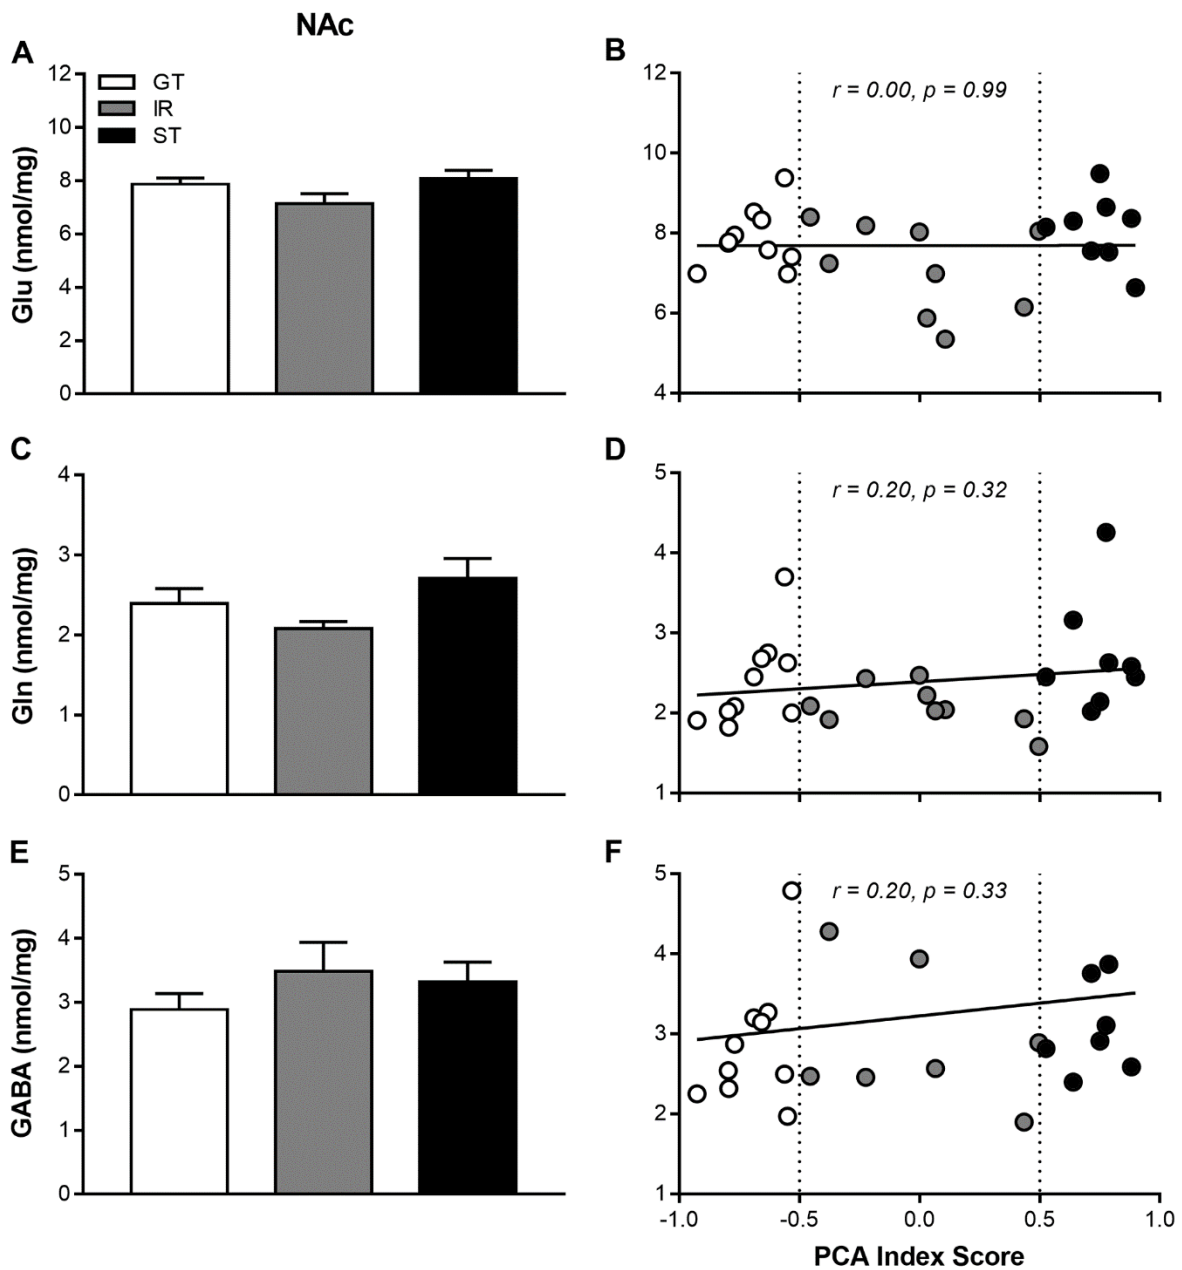 NAc
A
12
10
8
6
4
2
0
Glu (nmol/mg)
GT
IR
ST
B
12
10
8
6
4
r = 0.00, p = 0.99
C
4
3
2
1
0
Gln (nmol/mg)
D
5
4
3
2
1
r = 0.20, p = 0.32
E
5
4
3
2
1
0
GABA (nmol/mg)
F
5
4
3
2
1
r = 0.20, p = 0.33
-1.0 -0.5 0.0 0.5 1.0
PCA Index Score